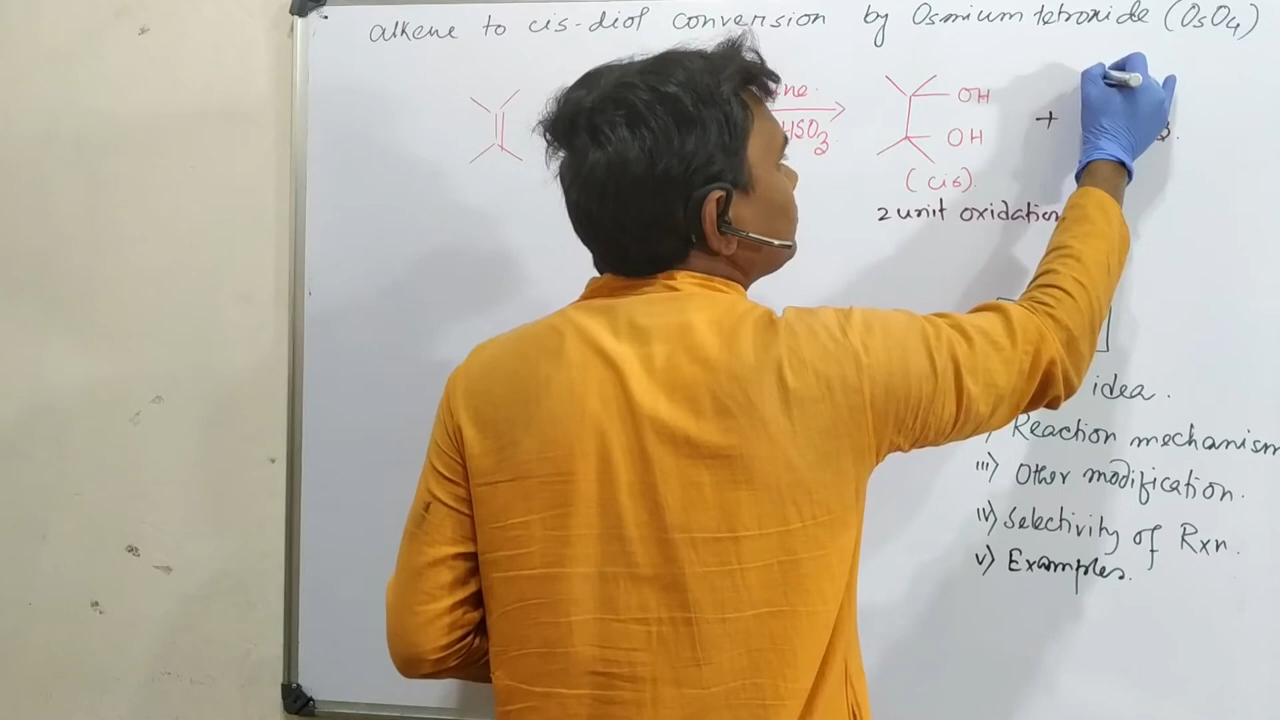 alkene to cis-diol conversion by Osmium tetroxide (OsO4)
OH
HSO3
+
OH
(cis).
2 unit oxidation
idea.
Reaction mechanism
iii) Other modification.
iv) Selectivity of Rxn.
v) Examples.